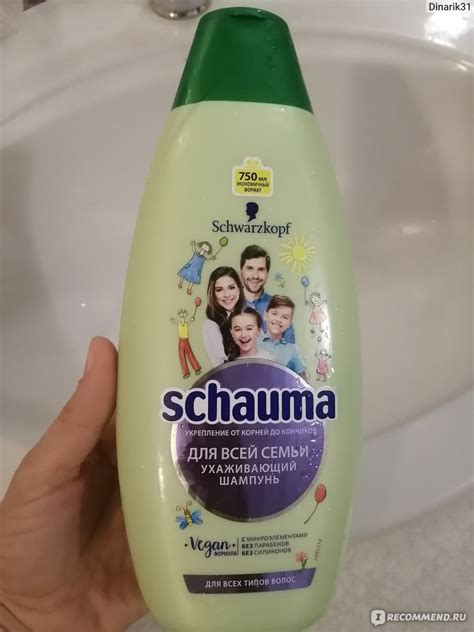 Dinarik31
750 МЛ
ЭКОНОМИЧНЫЙ
ФОРМАТ
Schwarzkopf
schauma
УКРЕПЛЕНИЕ ОТ КОРНЕЙ ДО КОНЧИКОВ
ДЛЯ ВСЕЙ СЕМЬИ
УХАЖИВАЮЩИЙ
ШАМПУНЬ
Vegan
ФОРМУЛА
С МИКРОЭЛЕМЕНТАМИ
БЕЗ ПАРАБЕНОВ
БЕЗ СИЛИКОНОВ
ДЛЯ ВСЕХ ТИПОВ ВОЛОС
IRECOMMEND.RU